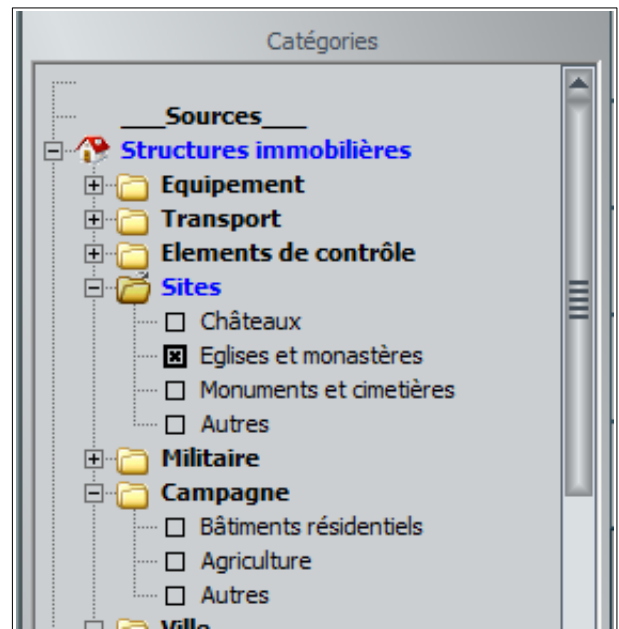 Catégories
___Sources___
Structures immobilières
Equipement
Transport
Elements de contrôle
Sites
Châteaux
Eglises et monastères
Monuments et cimetières
Autres
Militaire
Campagne
Bâtiments résidentiels
Agriculture
Autres
Ville